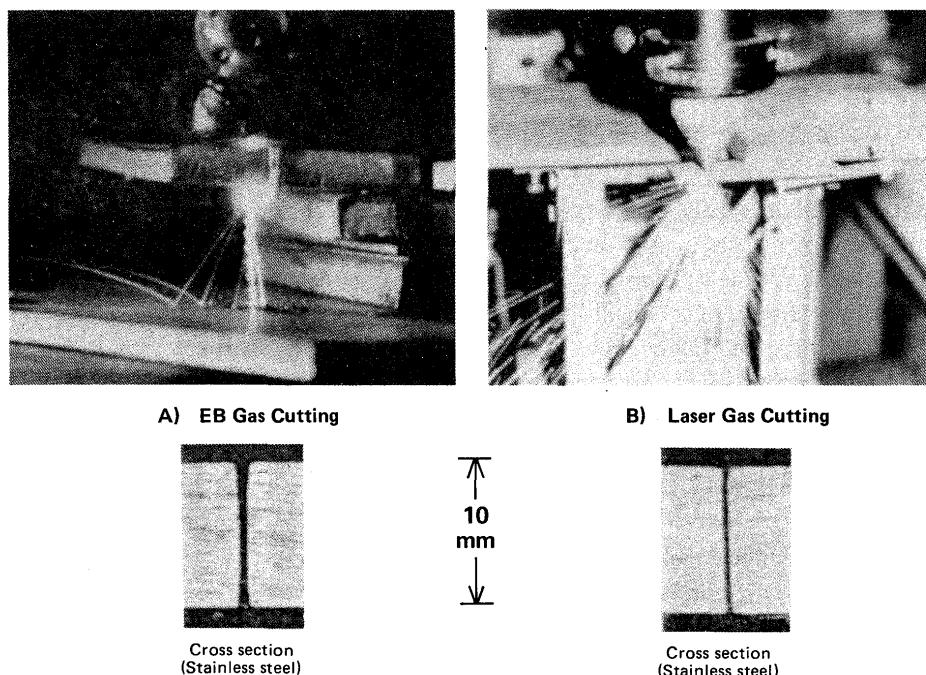 A) EB Gas Cutting
B) Laser Gas Cutting
10
mm
Cross section
(Stainless steel)
Cross section
(Stainless steel)